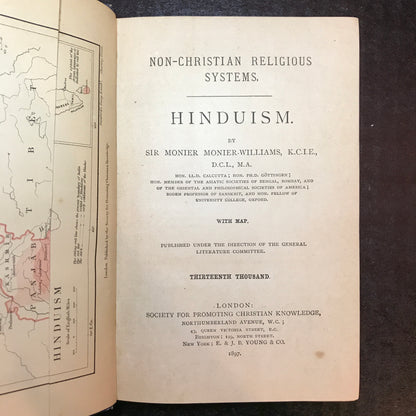 NON-CHRISTIAN RELIGIOUS
SYSTEMS.
HINDUISM.
BY
SIR MONIER MONIER-WILLIAMS, K.C.I.E.,
D.C.L., M.A.
HON. LL.D. CALCUTTA; HON. PH.D. GÖTTINGEN;
HON. MEMBER OF THE ASIATIC SOCIETIES OF BENGAL, BOMBAY, AND
OF THE ORIENTAL AND PHILOSOPHICAL SOCIETIES OF AMERICA;
BODEN PROFESSOR OF SANSKRIT, AND HON. FELLOW OF
UNIVERSITY COLLEGE, OXFORD.
WITH MAP.
PUBLISHED UNDER THE DIRECTION OF THE GENERAL
LITERATURE COMMITTEE.
THIRTEENTH THOUSAND.
LONDON:
SOCIETY FOR PROMOTING CHRISTIAN KNOWLEDGE,
NORTHUMBERLAND AVENUE, W.C.;
43, QUEEN VICTORIA STREET, E.C.
BRIGHTON: 129, NORTH STREET.
NEW YORK: E. & J. B. YOUNG & CO.
1897.
TIBET
PANJAB
HINDUISM